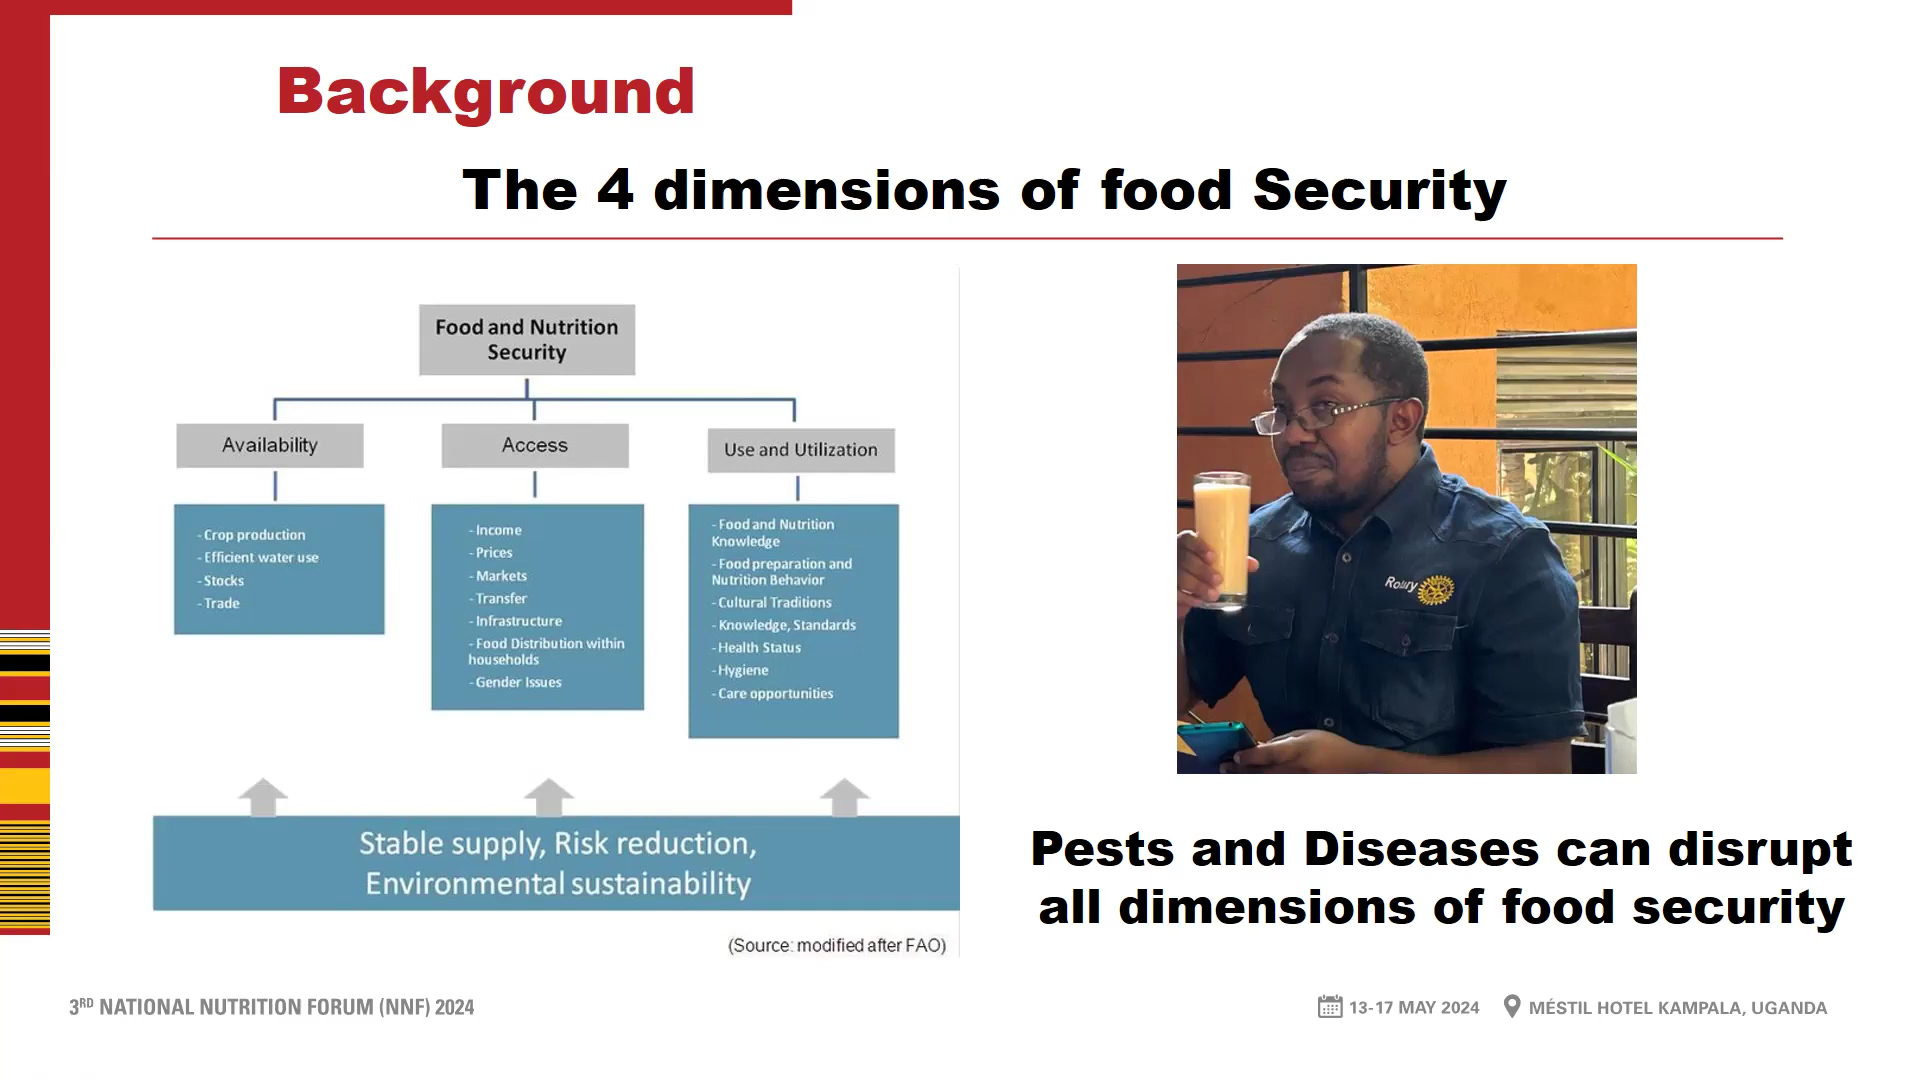 Background
The 4 dimensions of food Security
Food and Nutrition
Security
Availability
Access
Use and Utilization
- Crop production
- Efficient water use
- Stocks
- Trade
- Income
- Prices
- Markets
- Transfer
- Infrastructure
- Food Distribution within
households
- Gender Issues
- Food and Nutrition
Knowledge
- Food preparation and
Nutrition Behavior
- Cultural Traditions
- Knowledge, Standards
- Health Status
- Hygiene
- Care opportunities
Stable supply, Risk reduction,
Environmental sustainability
(Source: modified after FAO)
Rotary
Pests and Diseases can disrupt
all dimensions of food security
3RD NATIONAL NUTRITION FORUM (NNF) 2024
13-17 MAY 2024
MÉSTIL HOTEL KAMPALA, UGANDA